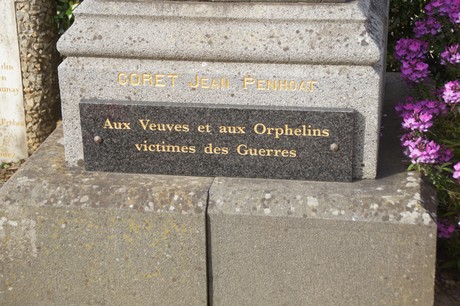 CORET JEAN PENHOAT
Aux Veuves et aux Orphelins
victimes des Guerres